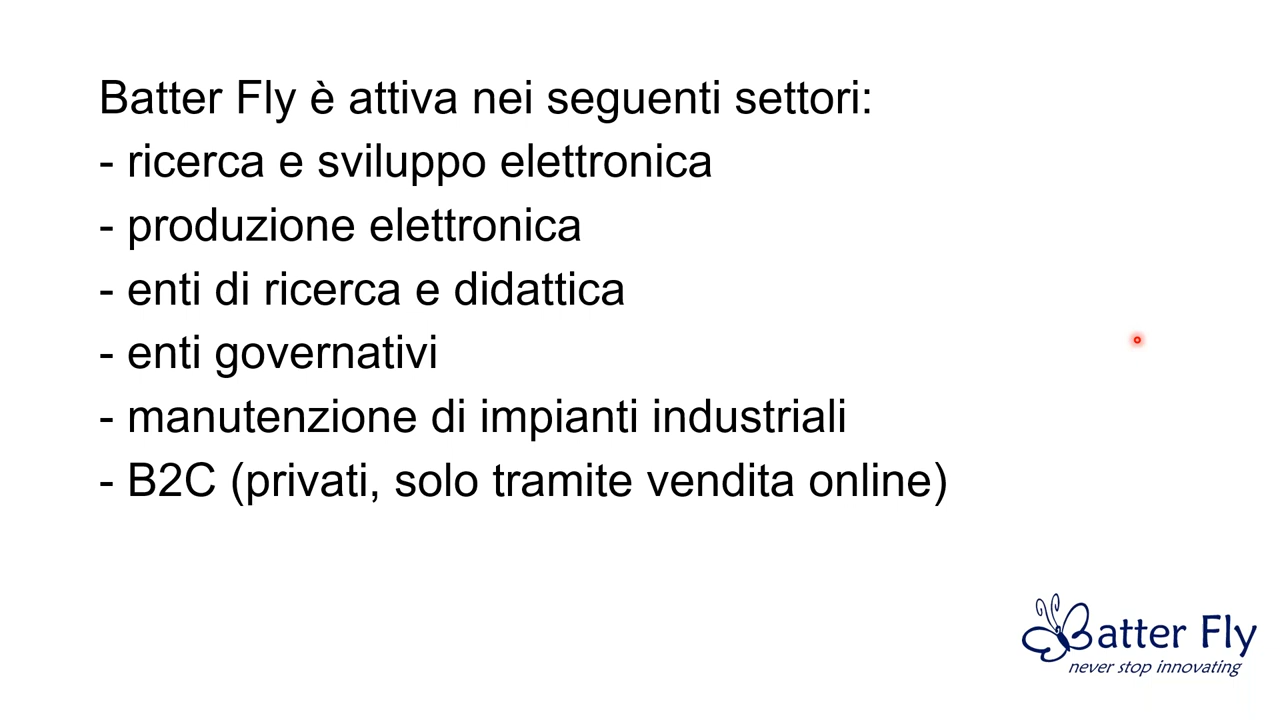 Batter Fly è attiva nei seguenti settori:
- ricerca e sviluppo elettronica
- produzione elettronica
- enti di ricerca e didattica
- enti governativi
- manutenzione di impianti industriali
- B2C (privati, solo tramite vendita online)
Batter Fly
never stop innovating